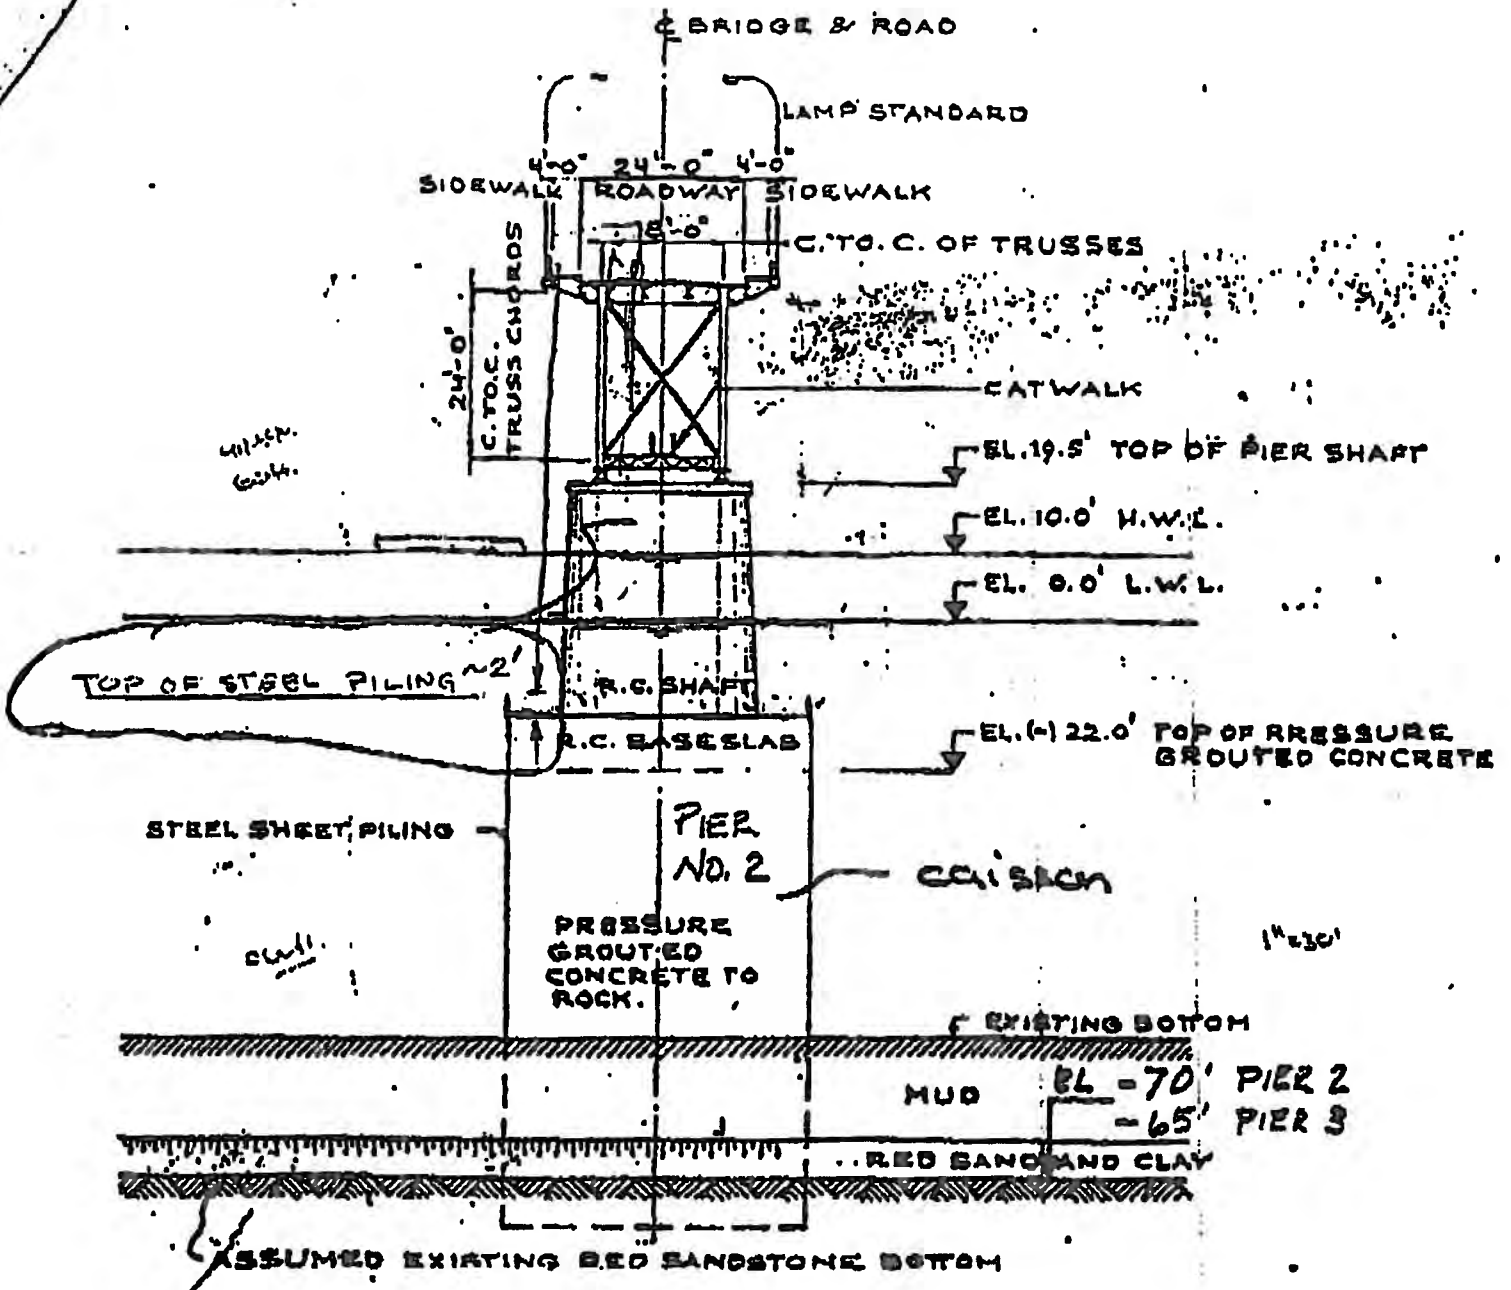 ℄ BRIDGE & ROAD
LAMP STANDARD
4'-0" 24'-0" 4'-0"
SIDEWALK ROADWAY SIDEWALK
C. TO. C. OF TRUSSES
24'-0"
C. TO C.
TRUSS CHORDS
CATWALK
EL. 19.5' TOP OF PIER SHAFT
EL. 10.0' H.W.L.
EL. 0.0' L.W.L.
TOP OF STEEL PILING ~2'
R.C. SHAFT
R.C. BASE SLAB
EL. (-) 22.0' TOP OF PRESSURE
GROUTED CONCRETE
STEEL SHEET PILING
PIER
NO. 2
caisson
PRESSURE
GROUTED
CONCRETE TO
ROCK.
1"=30'
EXISTING BOTTOM
MUD
EL -70' PIER 2
-65' PIER 3
RED SAND AND CLAY
ASSUMED EXISTING RED SANDSTONE BOTTOM